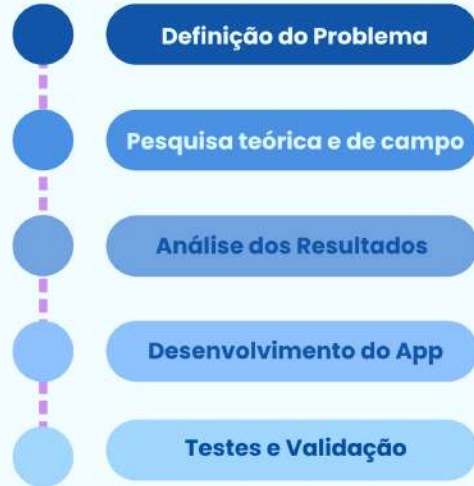 Definição do Problema
Pesquisa teórica e de campo
Análise dos Resultados
Desenvolvimento do App
Testes e Validação